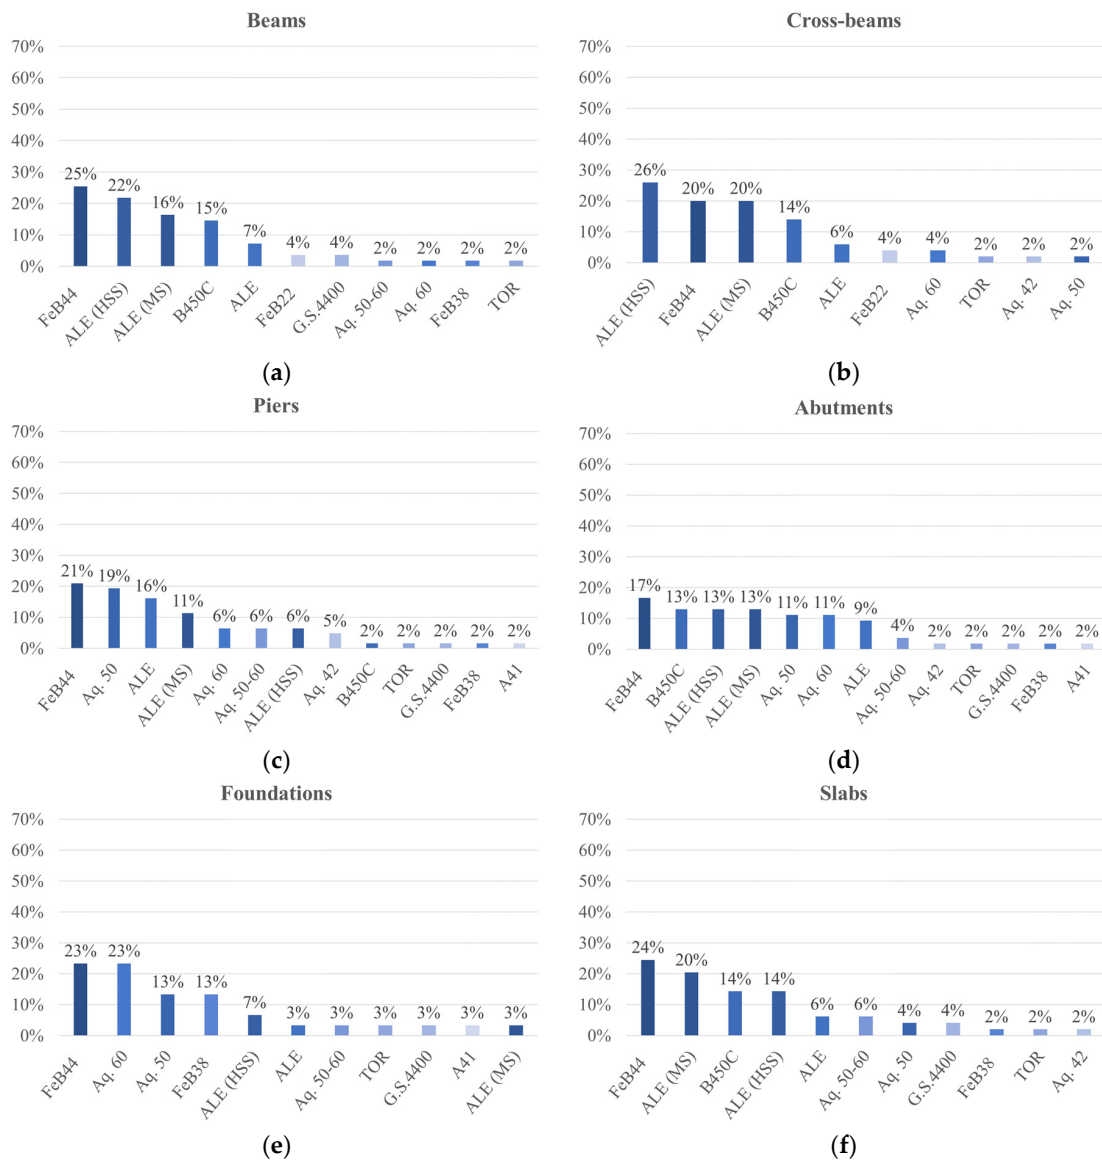 Beams
70%
60%
50%
40%
30%
20%
10%
0%
25%
22%
16%
15%
7%
4%
4%
2%
2%
2%
2%
FeB44
ALE (HSS)
ALE (MS)
B450C
ALE
FeB22
G.S.4400
Aq. 50-60
Aq. 60
FeB38
TOR
(a)
Cross-beams
70%
60%
50%
40%
30%
20%
10%
0%
26%
20%
20%
14%
6%
4%
4%
2%
2%
2%
ALE (HSS)
FeB44
ALE (MS)
B450C
ALE
FeB22
Aq. 60
TOR
Aq. 42
Aq. 50
(b)
Piers
70%
60%
50%
40%
30%
20%
10%
0%
21%
19%
16%
11%
6%
6%
6%
5%
2%
2%
2%
2%
2%
FeB44
Aq. 50
ALE
ALE (MS)
Aq. 60
Aq. 50-60
ALE (HSS)
Aq. 42
B450C
TOR
G.S.4400
FeB38
A41
(c)
Abutments
70%
60%
50%
40%
30%
20%
10%
0%
17%
13%
13%
13%
11%
11%
9%
4%
2%
2%
2%
2%
2%
FeB44
B450C
ALE (HSS)
ALE (MS)
Aq. 50
Aq. 60
ALE
Aq. 50-60
Aq. 42
TOR
G.S.4400
FeB38
A41
(d)
Foundations
70%
60%
50%
40%
30%
20%
10%
0%
23%
23%
13%
13%
7%
3%
3%
3%
3%
3%
3%
FeB44
Aq. 60
Aq. 50
FeB38
ALE (HSS)
ALE
Aq. 50-60
TOR
G.S.4400
A41
ALE (MS)
(e)
Slabs
70%
60%
50%
40%
30%
20%
10%
0%
24%
20%
14%
14%
6%
6%
4%
4%
2%
2%
2%
FeB44
ALE (MS)
B450C
ALE (HSS)
ALE
Aq. 50-60
Aq. 50
G.S.4400
FeB38
TOR
Aq. 42
(f)